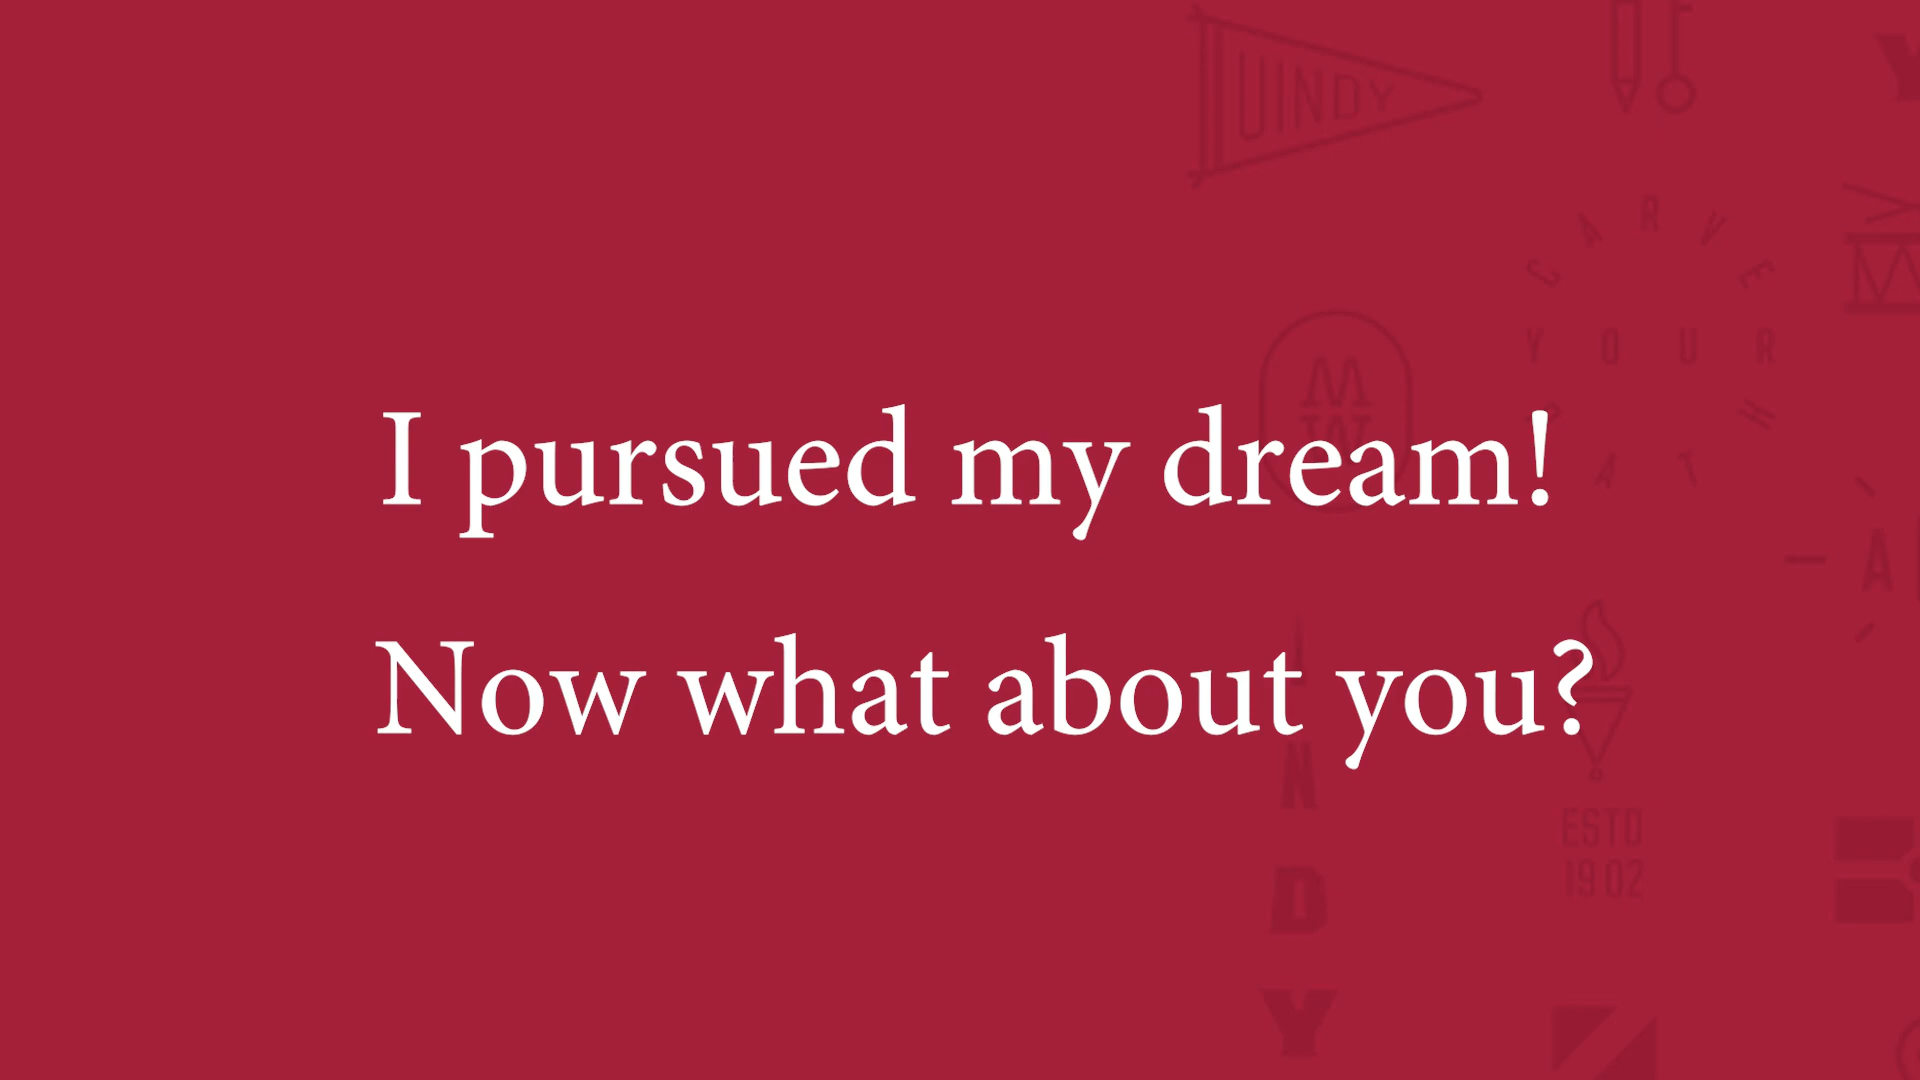 I pursued my dream!
Now what about you?
UINDY
CARVE
YOUR
PATH
I
N
D
Y
ESTD
1902
Y
A